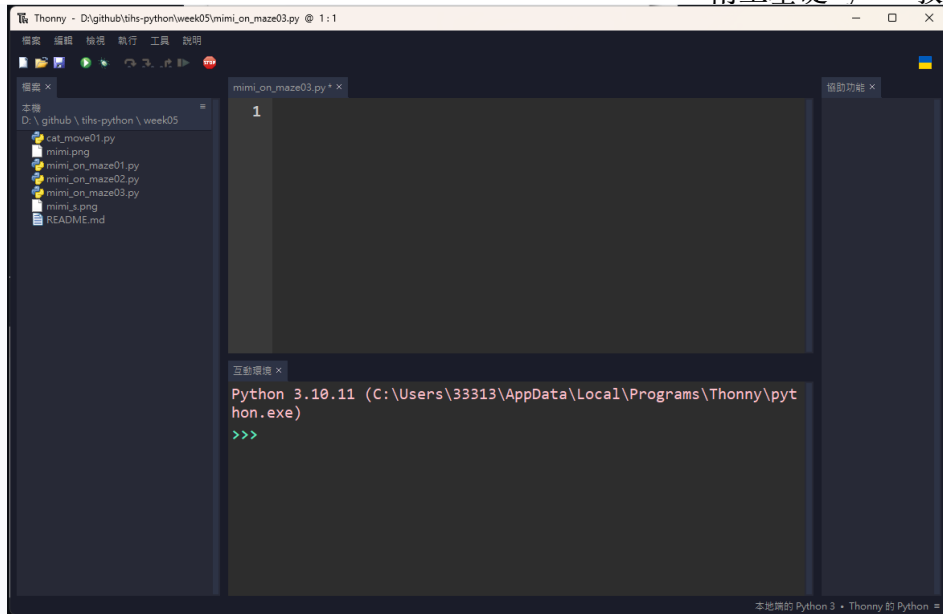 Thonny - D:\github\tihs-python\week05\mimi_on_maze03.py @ 1:1
檔案 編輯 檢視 執行 工具 說明
STOP
檔案 ×
mimi_on_maze03.py * ×
協助功能 ×
本機
D: \ github \ tihs-python \ week05
cat_move01.py
mimi.png
mimi_on_maze01.py
mimi_on_maze02.py
mimi_on_maze03.py
mimi_s.png
README.md
1
互動環境 ×
Python 3.10.11 (C:\Users\33313\AppData\Local\Programs\Thonny\pyt
hon.exe)
>>>
本地端的 Python 3 • Thonny 的 Python ≡